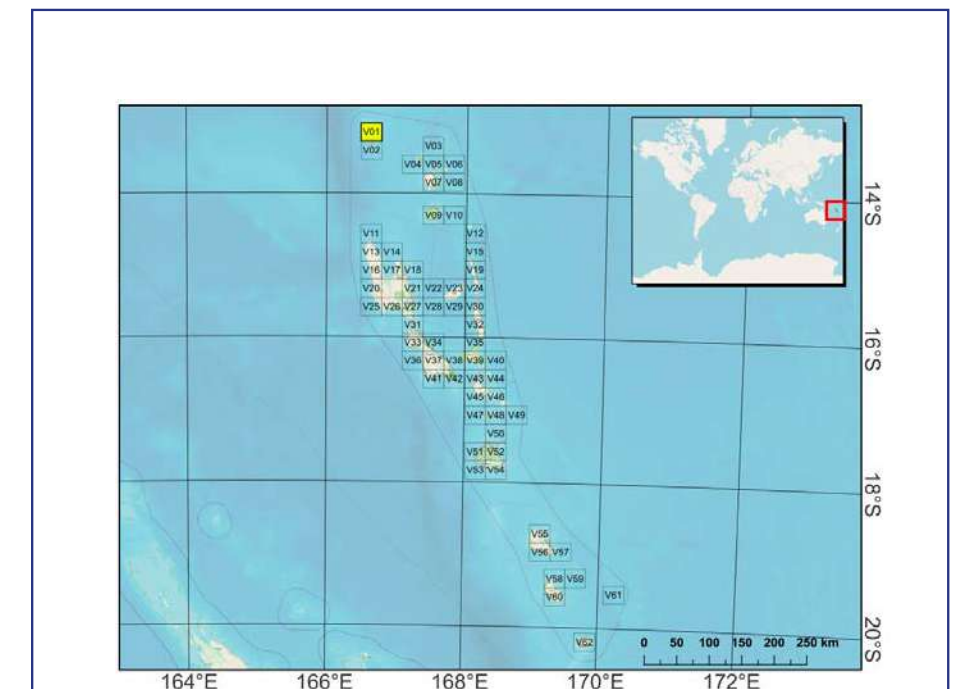 V01
V02 V03
V04 V05 V06
V07 V08
14°S
V09 V10
V11 V12
V13 V14 V15
V16 V17 V18 V19
V20 V21 V22 V23 V24
V25 V26 V27 V28 V29 V30
V31 V32
V33 V34 V35
16°S
V36 V37 V38 V39 V40
V41 V42 V43 V44
V45 V46
V47 V48 V49
V50
V51 V52
V53 V54
18°S
V55
V56 V57
V58 V59
V60 V61
V62
20°S
0 50 100 150 200 250 km
164°E 166°E 168°E 170°E 172°E